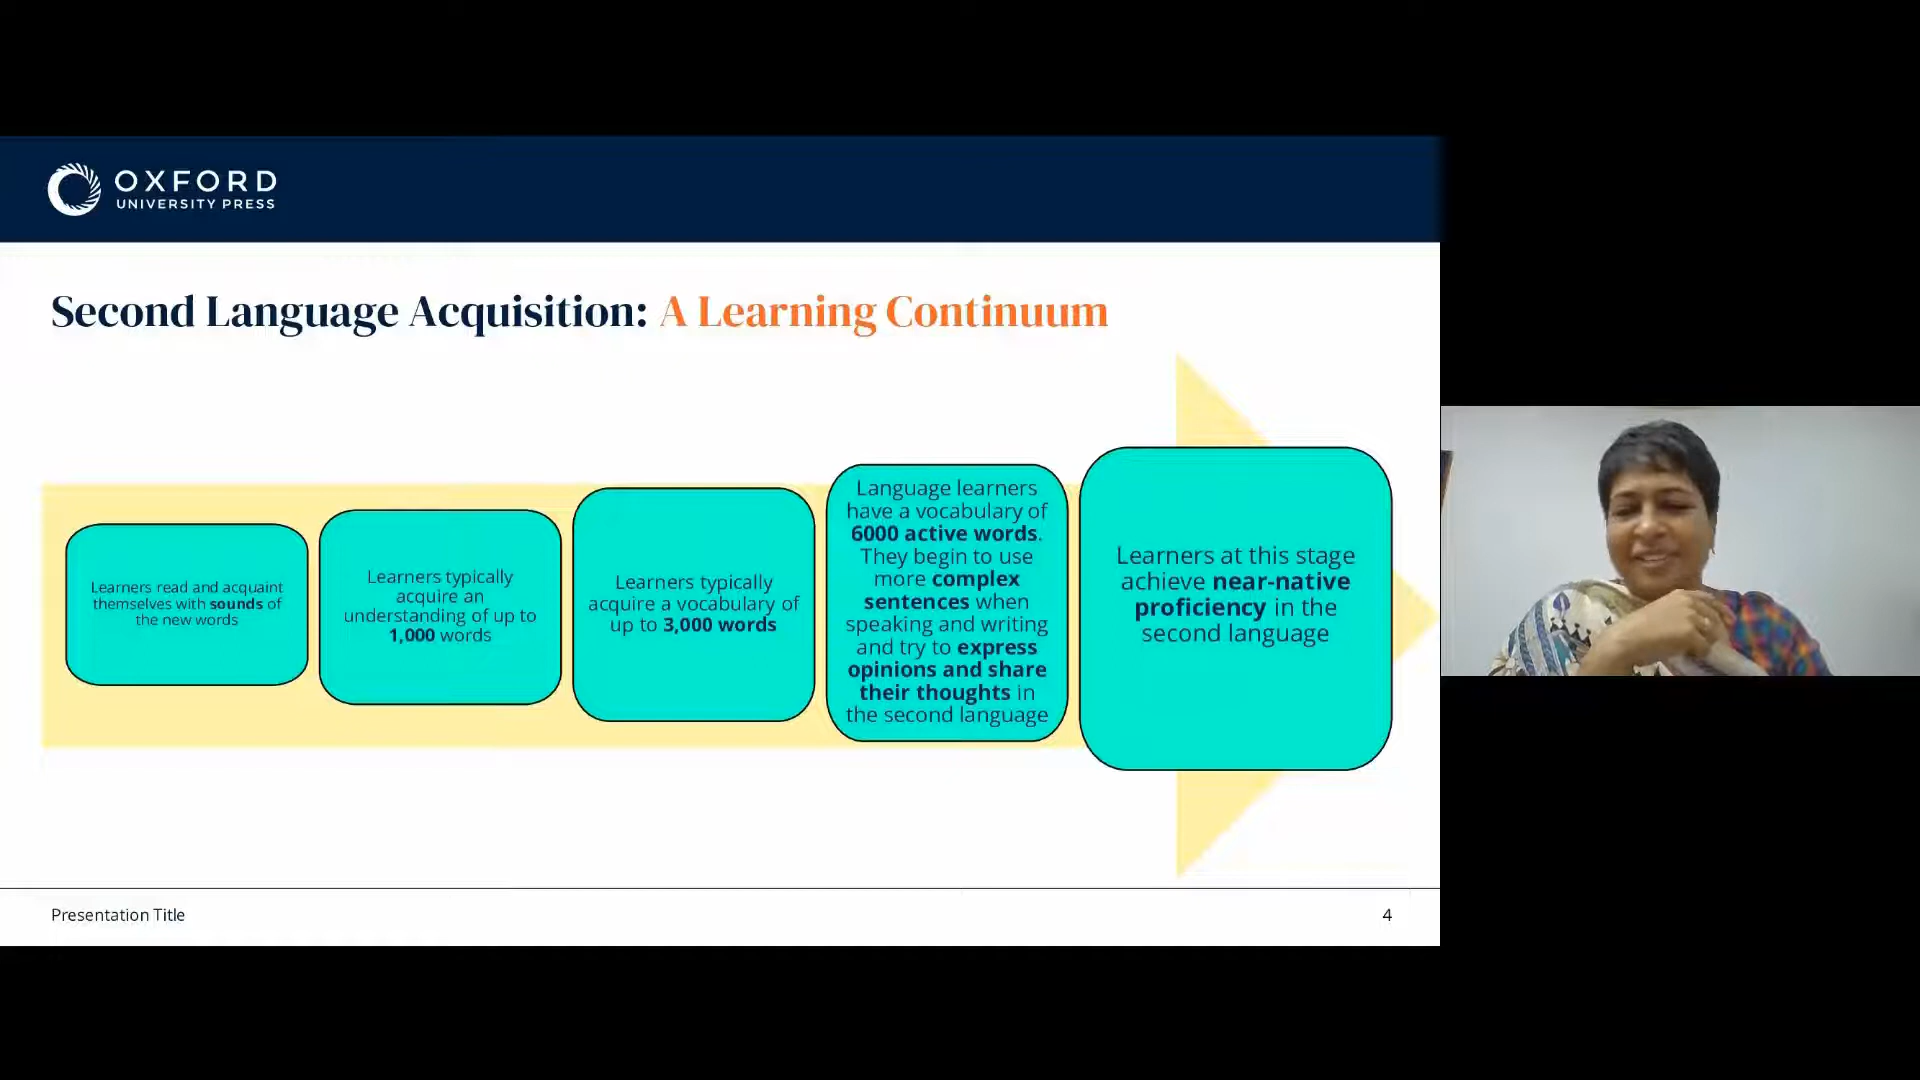 OXFORD
UNIVERSITY PRESS
Second Language Acquisition: A Learning Continuum
Learners read and acquaint
themselves with sounds of
the new words
Learners typically
acquire an
understanding of up to
1,000 words
Learners typically
acquire a vocabulary of
up to 3,000 words
Language learners
have a vocabulary of
6000 active words.
They begin to use
more complex
sentences when
speaking and writing
and try to express
opinions and share
their thoughts in
the second language
Learners at this stage
achieve near-native
proficiency in the
second language
Presentation Title
4